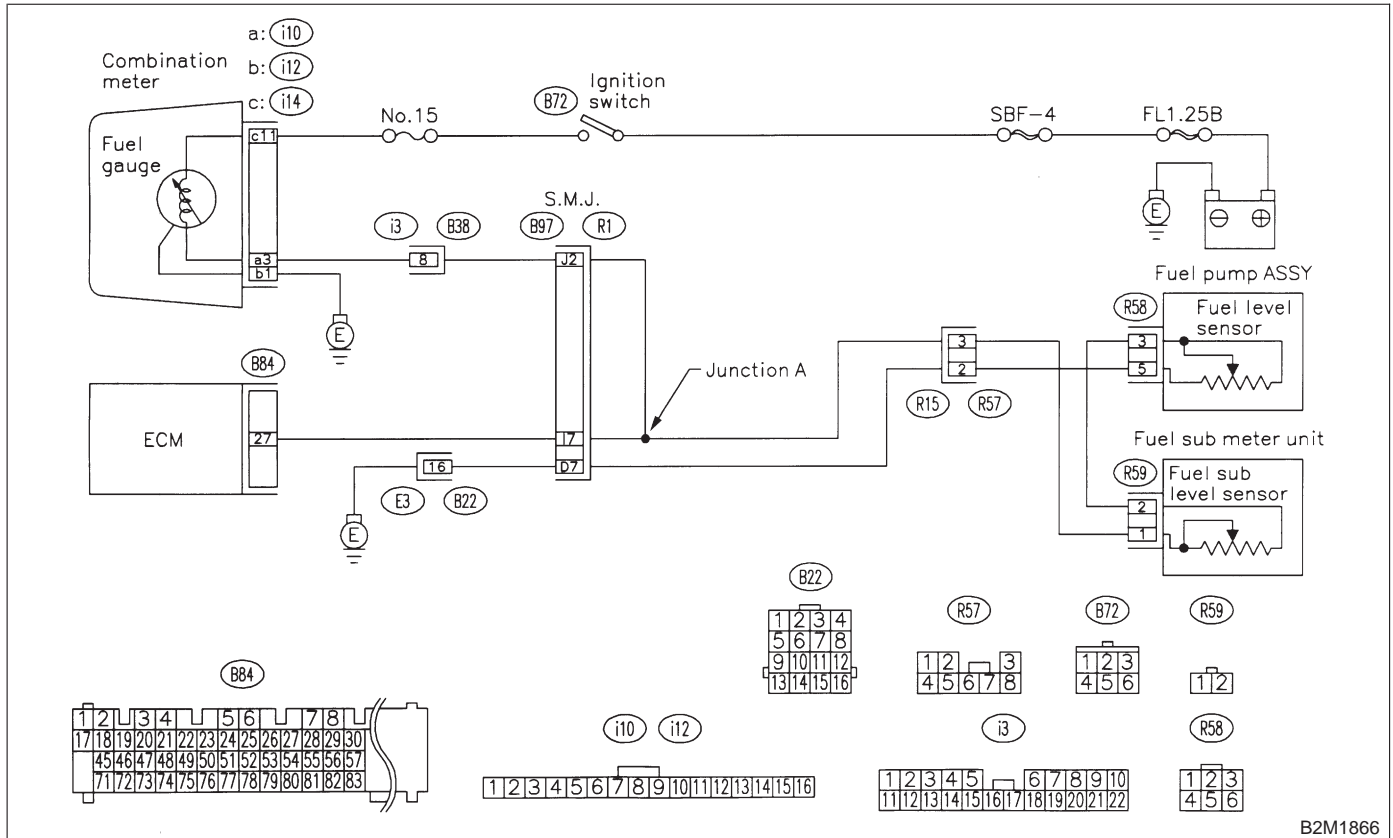 a: i10
Combination meter
b: i12
c: i14
No.15
B72
Ignition switch
SBF-4
FL1.25B
c11
Fuel gauge
S.M.J.
i3
B38
B97
R1
E
a3
8
J2
b1
Fuel pump ASSY
R58
Fuel level sensor
E
3
3
B84
Junction A
2
5
R15
R57
ECM
27
I7
Fuel sub meter unit
R59
Fuel sub level sensor
16
D7
2
E3
B22
1
E
B22
1 2 3 4
5 6 7 8
9 10 11 12
13 14 15 16
R57
1 2 3
4 5 6 7 8
B72
1 2 3
4 5 6
R59
1 2
B84
1 2 3 4 5 6 7 8
17 18 19 20 21 22 23 24 25 26 27 28 29 30
45 46 47 48 49 50 51 52 53 54 55 56 57
71 72 73 74 75 76 77 78 79 80 81 82 83
i10 i12
1 2 3 4 5 6 7 8 9 10 11 12 13 14 15 16
i3
1 2 3 4 5 6 7 8 9 10
11 12 13 14 15 16 17 18 19 20 21 22
R58
1 2 3
4 5 6
B2M1866